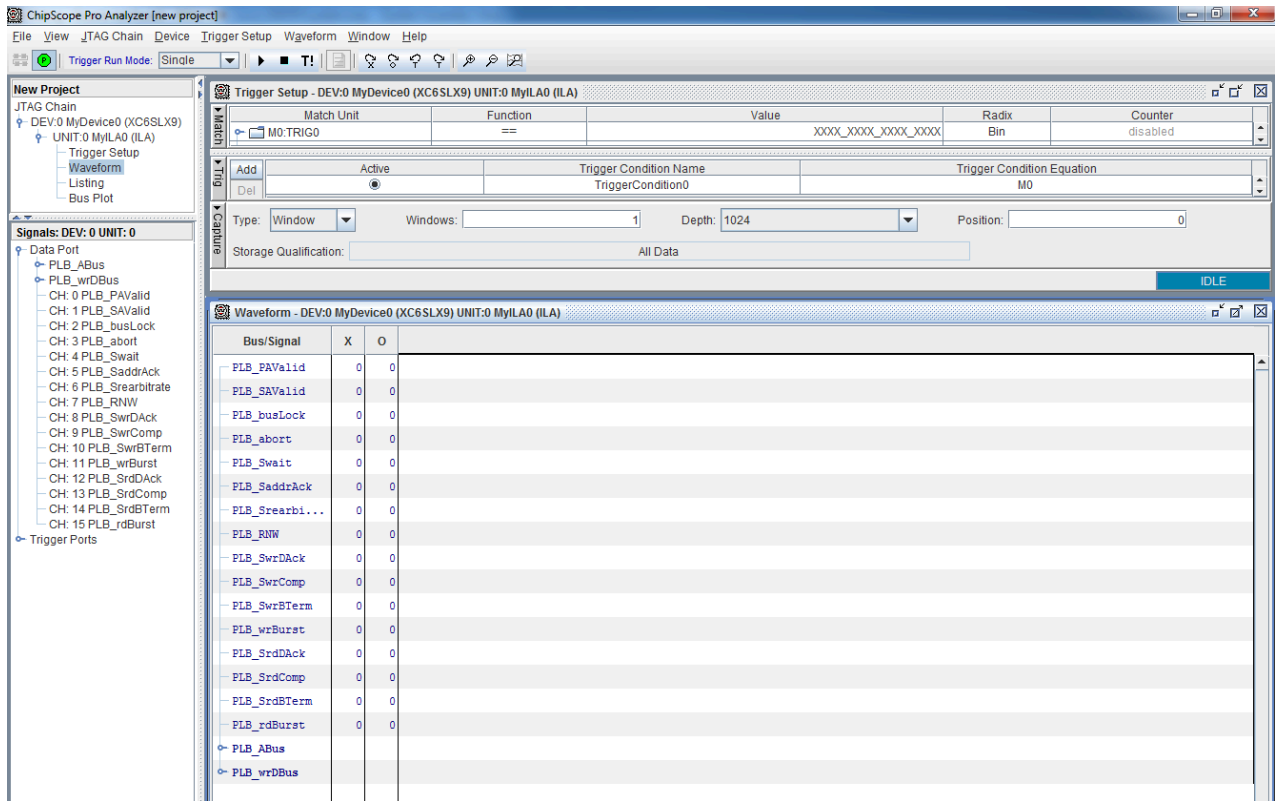 ChipScope Pro Analyzer [new project]
File View JTAG Chain Device Trigger Setup Waveform Window Help
Trigger Run Mode: Single T!
New Project
JTAG Chain
DEV:0 MyDevice0 (XC6SLX9)
UNIT:0 MyILA0 (ILA)
Trigger Setup
Waveform
Listing
Bus Plot
Signals: DEV: 0 UNIT: 0
Data Port
PLB_ABus
PLB_wrDBus
CH: 0 PLB_PAValid
CH: 1 PLB_SAValid
CH: 2 PLB_busLock
CH: 3 PLB_abort
CH: 4 PLB_Swait
CH: 5 PLB_SaddrAck
CH: 6 PLB_Srearbitrate
CH: 7 PLB_RNW
CH: 8 PLB_SwrDAck
CH: 9 PLB_SwrComp
CH: 10 PLB_SwrBTerm
CH: 11 PLB_wrBurst
CH: 12 PLB_SrdDAck
CH: 13 PLB_SrdComp
CH: 14 PLB_SrdBTerm
CH: 15 PLB_rdBurst
Trigger Ports
Trigger Setup - DEV:0 MyDevice0 (XC6SLX9) UNIT:0 MyILA0 (ILA)
Match
Match Unit Function Value Radix Counter
M0:TRIG0 == XXXX_XXXX_XXXX_XXXX Bin disabled
Trig
Add Active Trigger Condition Name Trigger Condition Equation
Del TriggerCondition0 M0
Capture
Type: Window Windows: 1 Depth: 1024 Position: 0
Storage Qualification: All Data
IDLE
Waveform - DEV:0 MyDevice0 (XC6SLX9) UNIT:0 MyILA0 (ILA)
Bus/Signal X O
PLB_PAValid 0 0
PLB_SAValid 0 0
PLB_busLock 0 0
PLB_abort 0 0
PLB_Swait 0 0
PLB_SaddrAck 0 0
PLB_Srearbi... 0 0
PLB_RNW 0 0
PLB_SwrDAck 0 0
PLB_SwrComp 0 0
PLB_SwrBTerm 0 0
PLB_wrBurst 0 0
PLB_SrdDAck 0 0
PLB_SrdComp 0 0
PLB_SrdBTerm 0 0
PLB_rdBurst 0 0
PLB_ABus
PLB_wrDBus